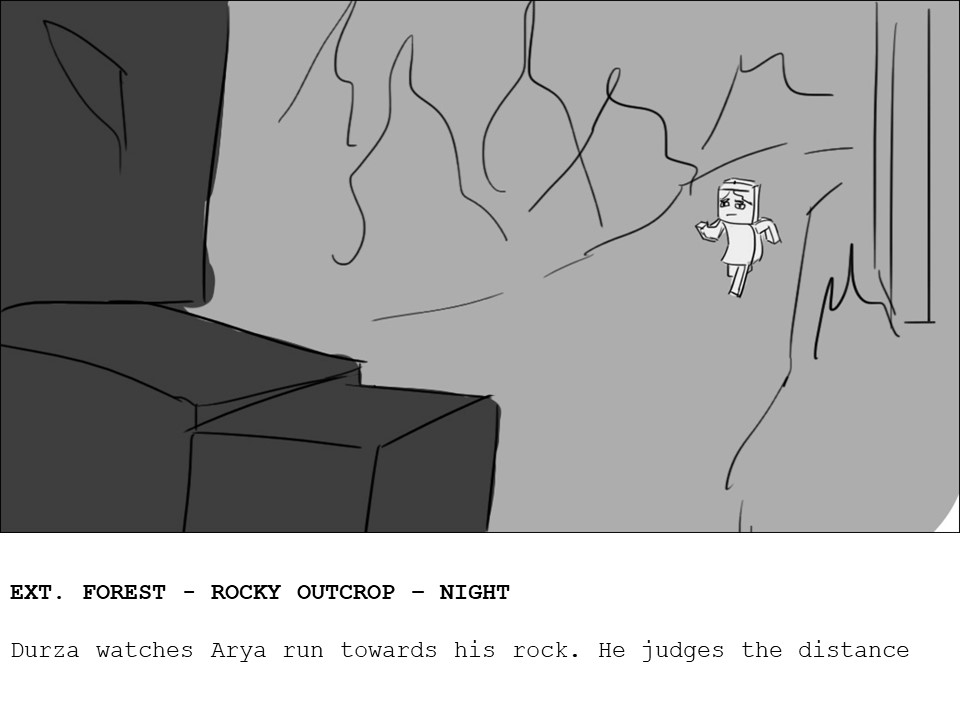 EXT. FOREST - ROCKY OUTCROP – NIGHT
Durza watches Arya run towards his rock. He judges the distance